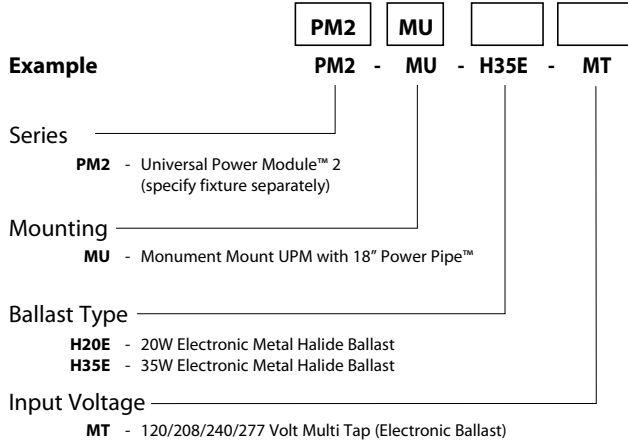 PM2 MU
Example PM2 - MU - H35E - MT
Series
PM2 - Universal Power Module™ 2
(specify fixture separately)
Mounting
MU - Monument Mount UPM with 18” Power Pipe™
Ballast Type
H20E - 20W Electronic Metal Halide Ballast
H35E - 35W Electronic Metal Halide Ballast
Input Voltage
MT - 120/208/240/277 Volt Multi Tap (Electronic Ballast)